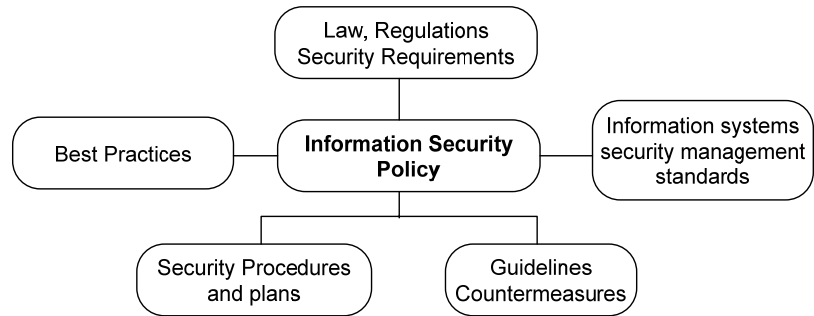 Law, Regulations
Security Requirements
Best Practices
Information Security
Policy
Information systems
security management
standards
Security Procedures
and plans
Guidelines
Countermeasures